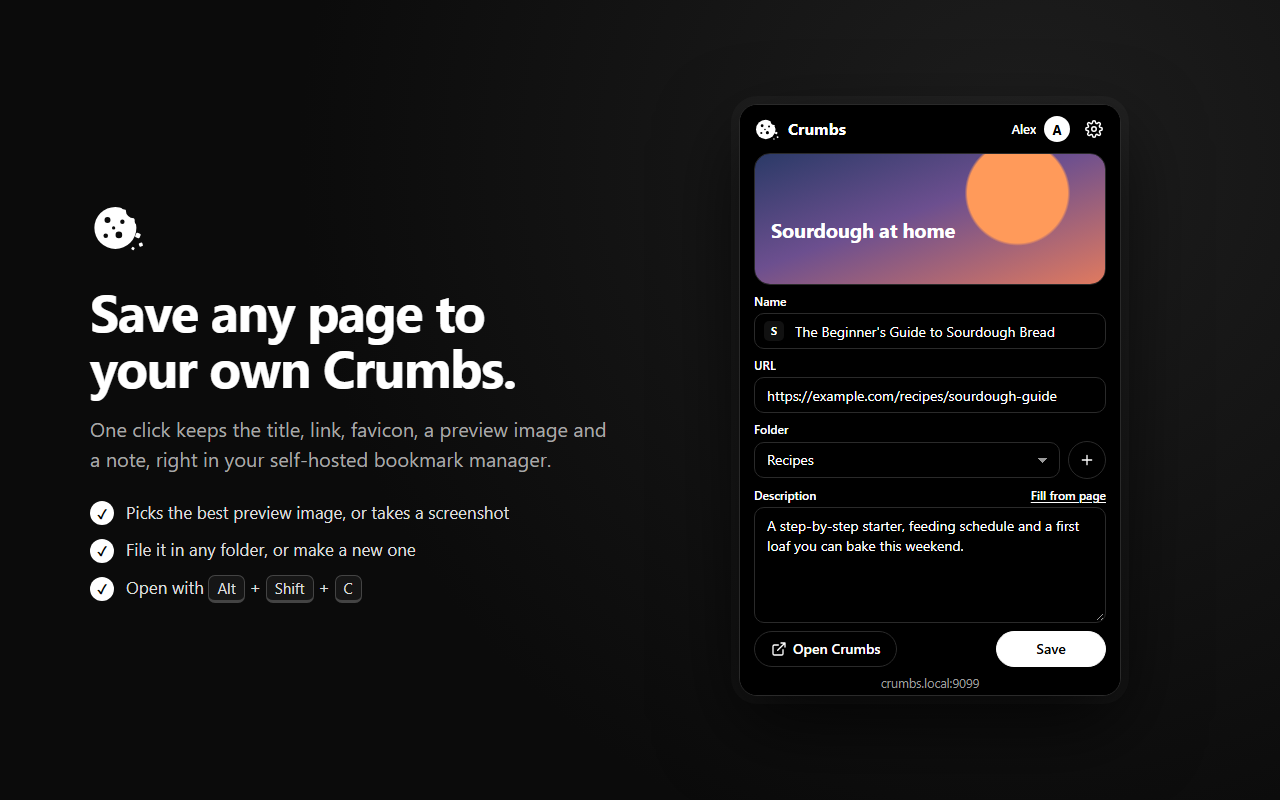 Save any page to
your own Crumbs.
One click keeps the title, link, favicon, a preview image and
a note, right in your self-hosted bookmark manager.
✓ Picks the best preview image, or takes a screenshot
✓ File it in any folder, or make a new one
✓ Open with Alt + Shift + C
Crumbs Alex A
Sourdough at home
Name
S The Beginner's Guide to Sourdough Bread
URL
https://example.com/recipes/sourdough-guide
Folder
Recipes +
Description Fill from page
A step-by-step starter, feeding schedule and a first
loaf you can bake this weekend.
Open Crumbs Save
crumbs.local:9099